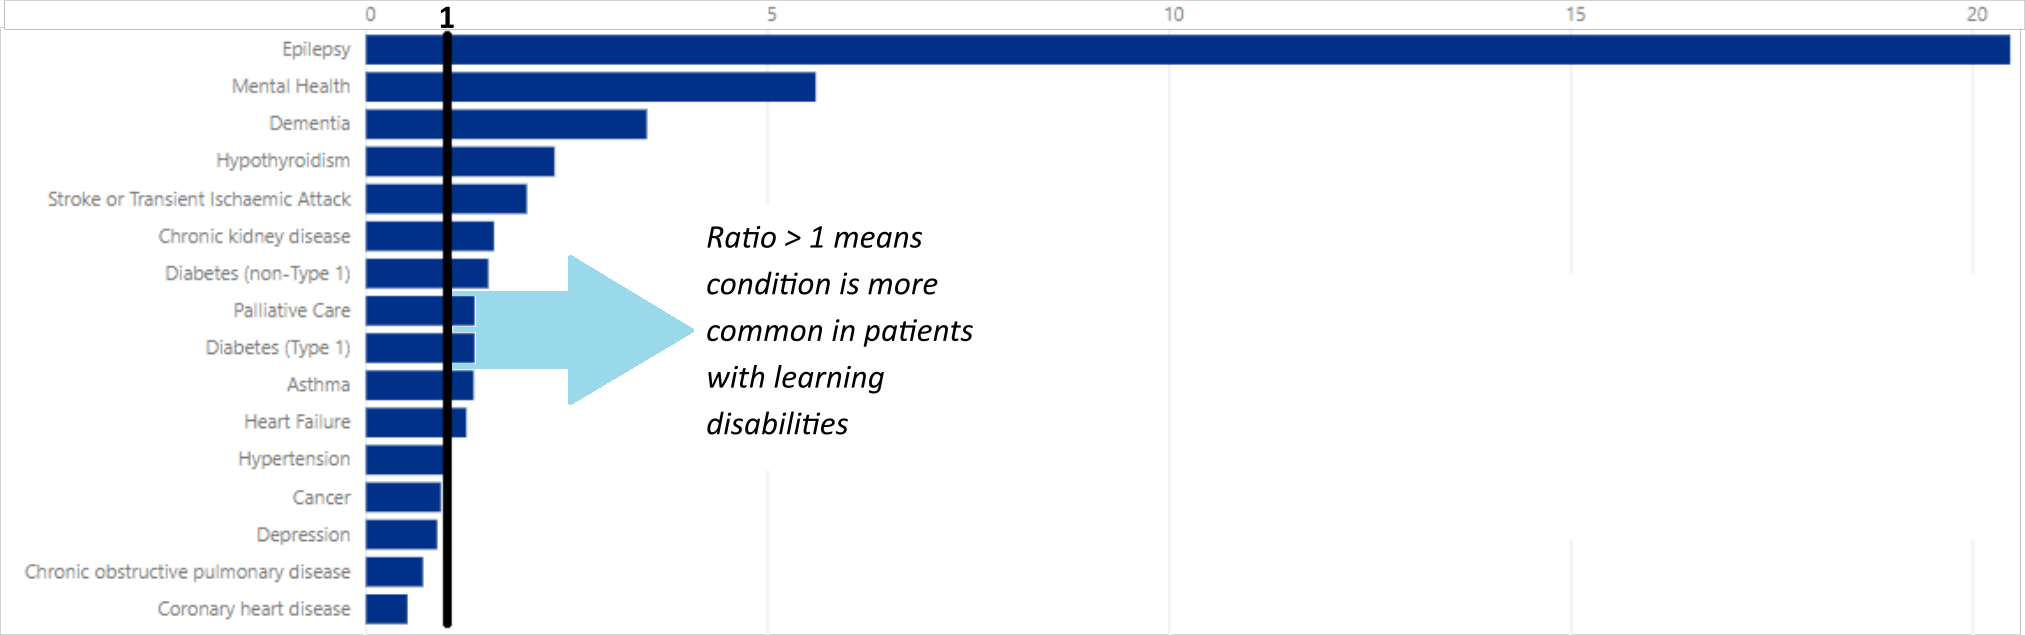 0 1 5 10 15 20
Epilepsy
Mental Health
Dementia
Hypothyroidism
Stroke or Transient Ischaemic Attack
Chronic kidney disease
Diabetes (non-Type 1)
Palliative Care
Diabetes (Type 1)
Asthma
Heart Failure
Hypertension
Cancer
Depression
Chronic obstructive pulmonary disease
Coronary heart disease
Ratio > 1 means
condition is more
common in patients
with learning
disabilities